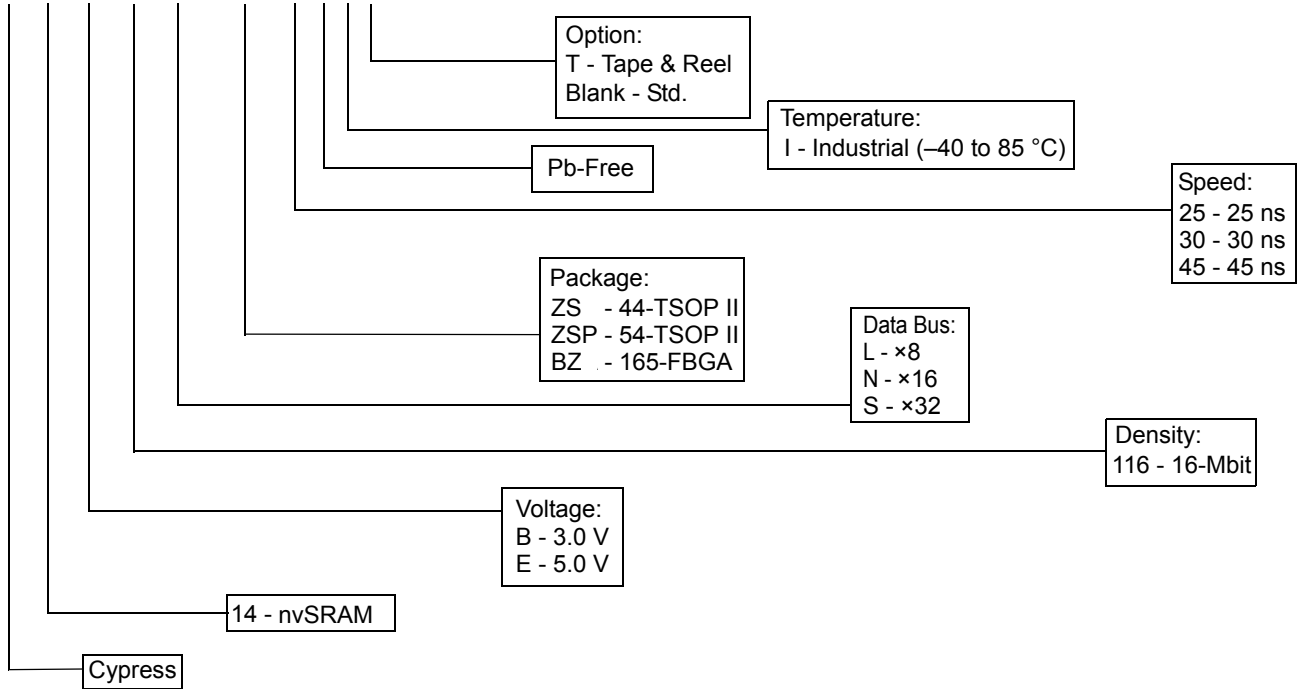 Option:
T - Tape & Reel
Blank - Std.
Temperature:
I - Industrial (–40 to 85 °C)
Pb-Free
Speed:
25 - 25 ns
30 - 30 ns
45 - 45 ns
Package:
ZS - 44-TSOP II
ZSP - 54-TSOP II
BZ - 165-FBGA
Data Bus:
L - ×8
N - ×16
S - ×32
Density:
116 - 16-Mbit
Voltage:
B - 3.0 V
E - 5.0 V
14 - nvSRAM
Cypress